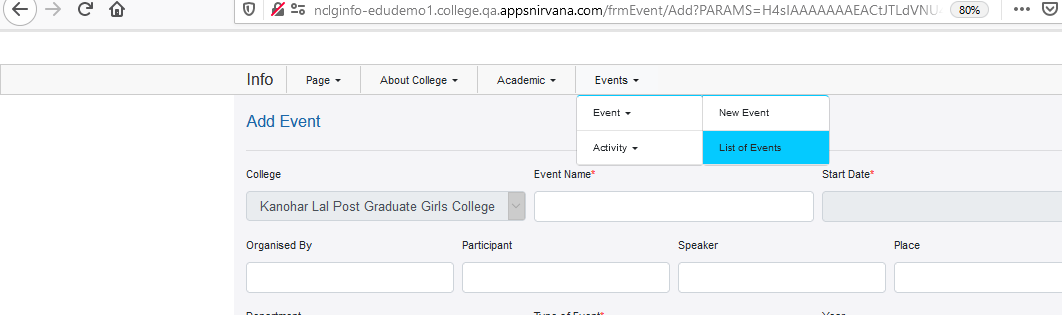 nclginfo-edudemo1.college.qa.appsnirvana.com/frmEvent/Add?PARAMS=H4sIAAAAAAAEACtJTLdVNU 80%
Info Page About College Academic Events
Event New Event
Activity List of Events
Add Event
College Event Name* Start Date*
Kanohar Lal Post Graduate Girls College
Organised By Participant Speaker Place
Department Type of Event* Year